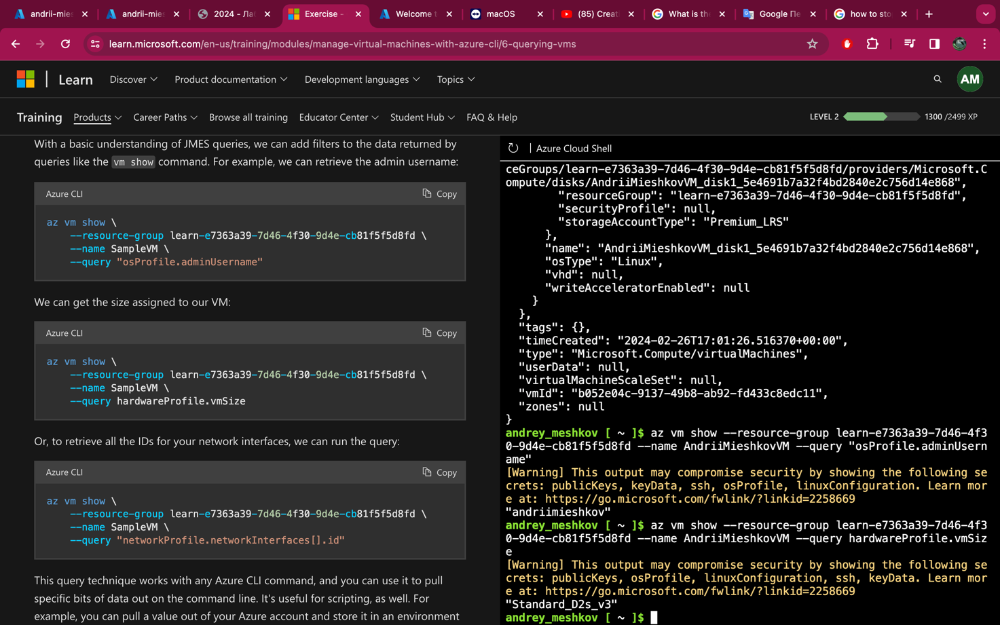 andrii-mies
andrii-mies
2024 - Лаб
Exercise -
Welcome t
macOS
(85) Creati
What is the
Google Пе
how to sto
learn.microsoft.com/en-us/training/modules/manage-virtual-machines-with-azure-cli/6-querying-vms
Learn
Discover
Product documentation
Development languages
Topics
AM
Training
Products
Career Paths
Browse all training
Educator Center
Student Hub
FAQ & Help
LEVEL 2
1300 /2499 XP
With a basic understanding of JMES queries, we can add filters to the data returned by
queries like the vm show command. For example, we can retrieve the admin username:
Azure CLI
Copy
az vm show \
--resource-group learn-e7363a39-7d46-4f30-9d4e-cb81f5f5d8fd \
--name SampleVM \
--query "osProfile.adminUsername"
We can get the size assigned to our VM:
Azure CLI
Copy
az vm show \
--resource-group learn-e7363a39-7d46-4f30-9d4e-cb81f5f5d8fd \
--name SampleVM \
--query hardwareProfile.vmSize
Or, to retrieve all the IDs for your network interfaces, we can run the query:
Azure CLI
Copy
az vm show \
--resource-group learn-e7363a39-7d46-4f30-9d4e-cb81f5f5d8fd \
--name SampleVM \
--query "networkProfile.networkInterfaces[].id"
This query technique works with any Azure CLI command, and you can use it to pull
specific bits of data out on the command line. It's useful for scripting, as well. For
example, you can pull a value out of your Azure account and store it in an environment
Azure Cloud Shell
ceGroups/learn-e7363a39-7d46-4f30-9d4e-cb81f5f5d8fd/providers/Microsoft.C
ompute/disks/AndriiMieshkovVM_disk1_5e4691b7a32f4bd2840e2c756d14e868",
"resourceGroup": "learn-e7363a39-7d46-4f30-9d4e-cb81f5f5d8fd",
"securityProfile": null,
"storageAccountType": "Premium_LRS"
},
"name": "AndriiMieshkovVM_disk1_5e4691b7a32f4bd2840e2c756d14e868",
"osType": "Linux",
"vhd": null,
"writeAcceleratorEnabled": null
}
},
"tags": {},
"timeCreated": "2024-02-26T17:01:26.516370+00:00",
"type": "Microsoft.Compute/virtualMachines",
"userData": null,
"virtualMachineScaleSet": null,
"vmId": "b052e04c-9137-49b8-ab92-fd433c8edc11",
"zones": null
}
andrey_meshkov [ ~ ]$ az vm show --resource-group learn-e7363a39-7d46-4f3
0-9d4e-cb81f5f5d8fd --name AndriiMieshkovVM --query "osProfile.adminUsern
ame"
[Warning] This output may compromise security by showing the following se
crets: publicKeys, keyData, ssh, osProfile, linuxConfiguration. Learn mor
e at: https://go.microsoft.com/fwlink/?linkid=2258669
"andriimieshkov"
andrey_meshkov [ ~ ]$ az vm show --resource-group learn-e7363a39-7d46-4f3
0-9d4e-cb81f5f5d8fd --name AndriiMieshkovVM --query hardwareProfile.vmSiz
e
[Warning] This output may compromise security by showing the following se
crets: publicKeys, osProfile, linuxConfiguration, ssh, keyData. Learn mor
e at: https://go.microsoft.com/fwlink/?linkid=2258669
"Standard_D2s_v3"
andrey_meshkov [ ~ ]$